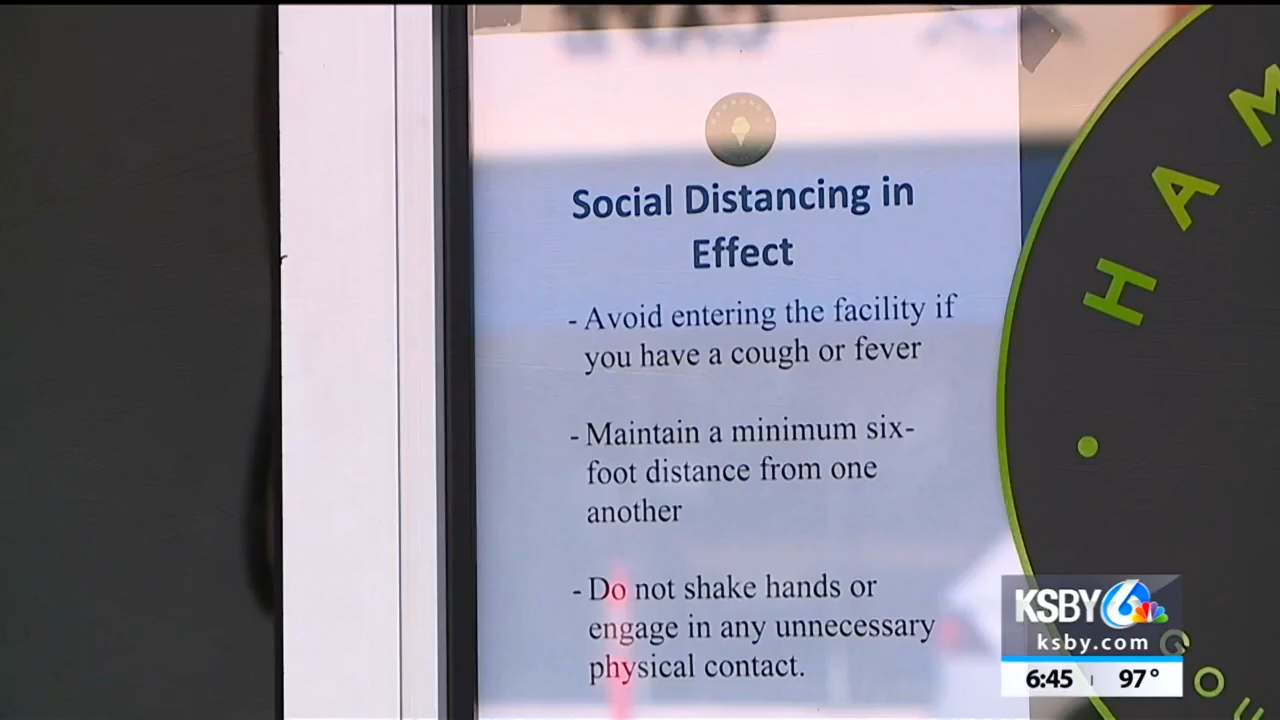 Social Distancing in
Effect
- Avoid entering the facility if
you have a cough or fever
- Maintain a minimum six-
foot distance from one
another
- Do not shake hands or
engage in any unnecessary
physical contact.
H A M
G O U
KSBY 6
ksby.com
6:45 97°